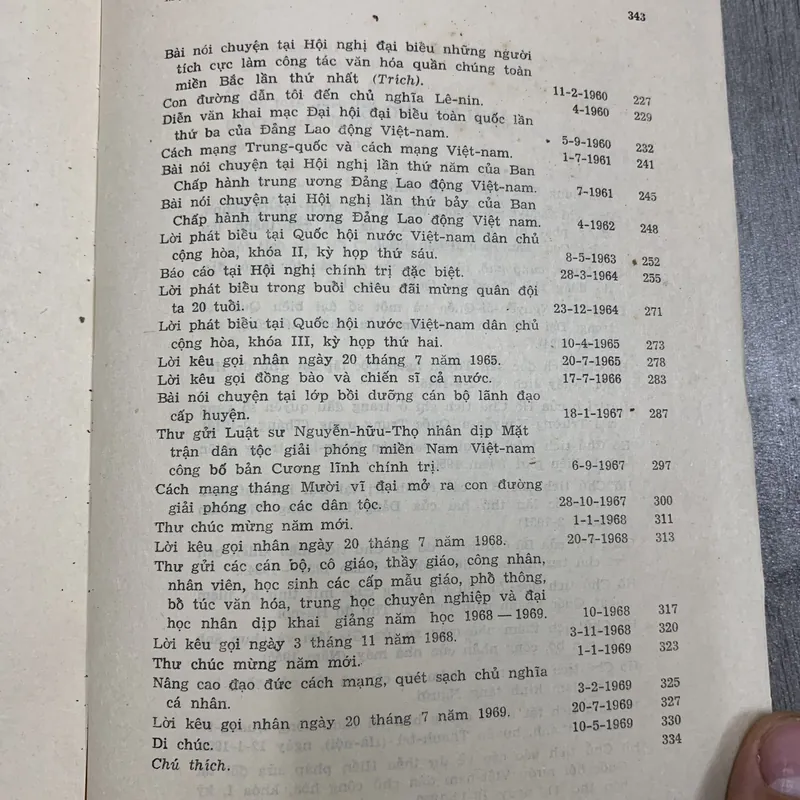 343
Bài nói chuyện tại Hội nghị đại biểu những người
tích cực làm công tác văn hóa quần chúng toàn
miền Bắc lần thứ nhất (Trích). 11-2-1960 227
Con đường dẫn tôi đến chủ nghĩa Lê-nin. 4-1960 229
Diễn văn khai mạc Đại hội đại biểu toàn quốc lần
thứ ba của Đảng Lao động Việt-nam. 5-9-1960 232
Cách mạng Trung-quốc và cách mạng Việt-nam. 1-7-1961 241
Bài nói chuyện tại Hội nghị lần thứ năm của Ban
Chấp hành trung ương Đảng Lao động Việt-nam. 7-1961 245
Bài nói chuyện tại Hội nghị lần thứ bảy của Ban
Chấp hành trung ương Đảng Lao động Việt nam. 4-1962 248
Lời phát biểu tại Quốc hội nước Việt-nam dân chủ
cộng hòa, khóa II, kỳ họp thứ sáu. 8-5-1963 252
Báo cáo tại Hội nghị chính trị đặc biệt. 28-3-1964 255
Lời phát biểu trong buổi chiêu đãi mừng quân đội
ta 20 tuổi. 23-12-1964 271
Lời phát biểu tại Quốc hội nước Việt-nam dân chủ
cộng hòa, khóa III, kỳ họp thứ hai. 10-4-1965 273
Lời kêu gọi nhân ngày 20 tháng 7 năm 1965. 20-7-1965 278
Lời kêu gọi đồng bào và chiến sĩ cả nước. 17-7-1966 283
Bài nói chuyện tại lớp bồi dưỡng cán bộ lãnh đạo
cấp huyện. 18-1-1967 287
Thư gửi Luật sư Nguyễn-hữu-Thọ nhân dịp Mặt
trận dân tộc giải phóng miền Nam Việt-nam
công bố bản Cương lĩnh chính trị. 6-9-1967 297
Cách mạng tháng Mười vĩ đại mở ra con đường
giải phóng cho các dân tộc. 28-10-1967 300
Thư chúc mừng năm mới. 1-1-1968 311
Lời kêu gọi nhân ngày 20 tháng 7 năm 1968. 20-7-1968 313
Thư gửi các cán bộ, cô giáo, thầy giáo, công nhân,
nhân viên, học sinh các cấp mẫu giáo, phổ thông,
bổ túc văn hóa, trung học chuyên nghiệp và đại
học nhân dịp khai giảng năm học 1968 — 1969. 10-1968 317
Lời kêu gọi ngày 3 tháng 11 năm 1968. 3-11-1968 320
Thư chúc mừng năm mới. 1-1-1969 323
Nâng cao đạo đức cách mạng, quét sạch chủ nghĩa
cá nhân. 3-2-1969 325
Lời kêu gọi nhân ngày 20 tháng 7 năm 1969. 20-7-1969 327
Di chúc. 10-5-1969 330
Chú thích. 334